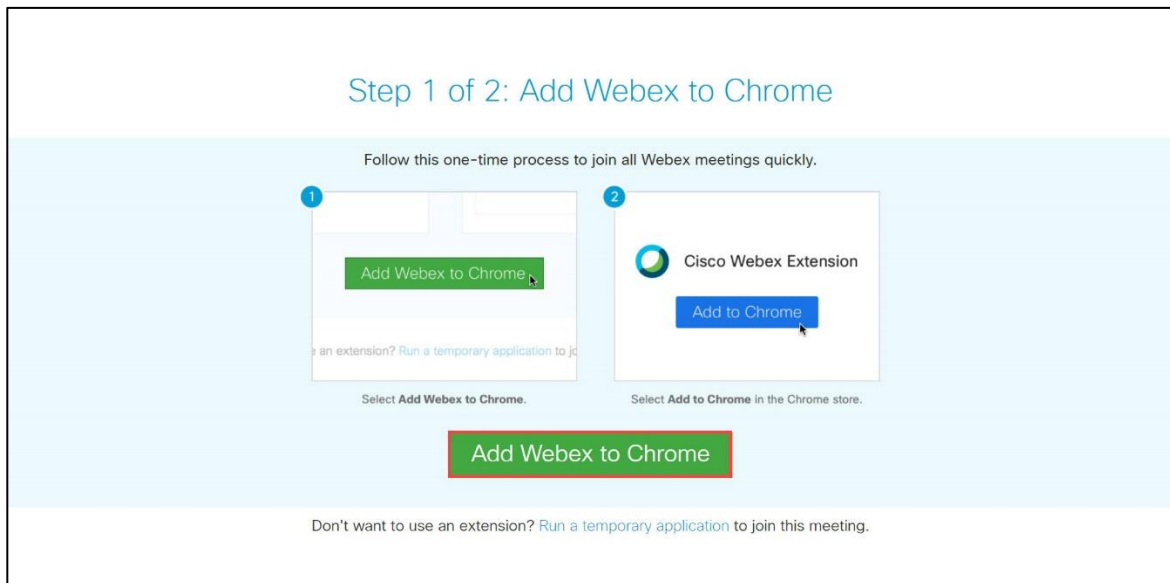 Step 1 of 2: Add Webex to Chrome
Follow this one-time process to join all Webex meetings quickly.
1
Add Webex to Chrome
an extension? Run a temporary application to
Select Add Webex to Chrome.
2
Cisco Webex Extension
Add to Chrome
Select Add to Chrome in the Chrome store.
Add Webex to Chrome
Don't want to use an extension? Run a temporary application to join this meeting.